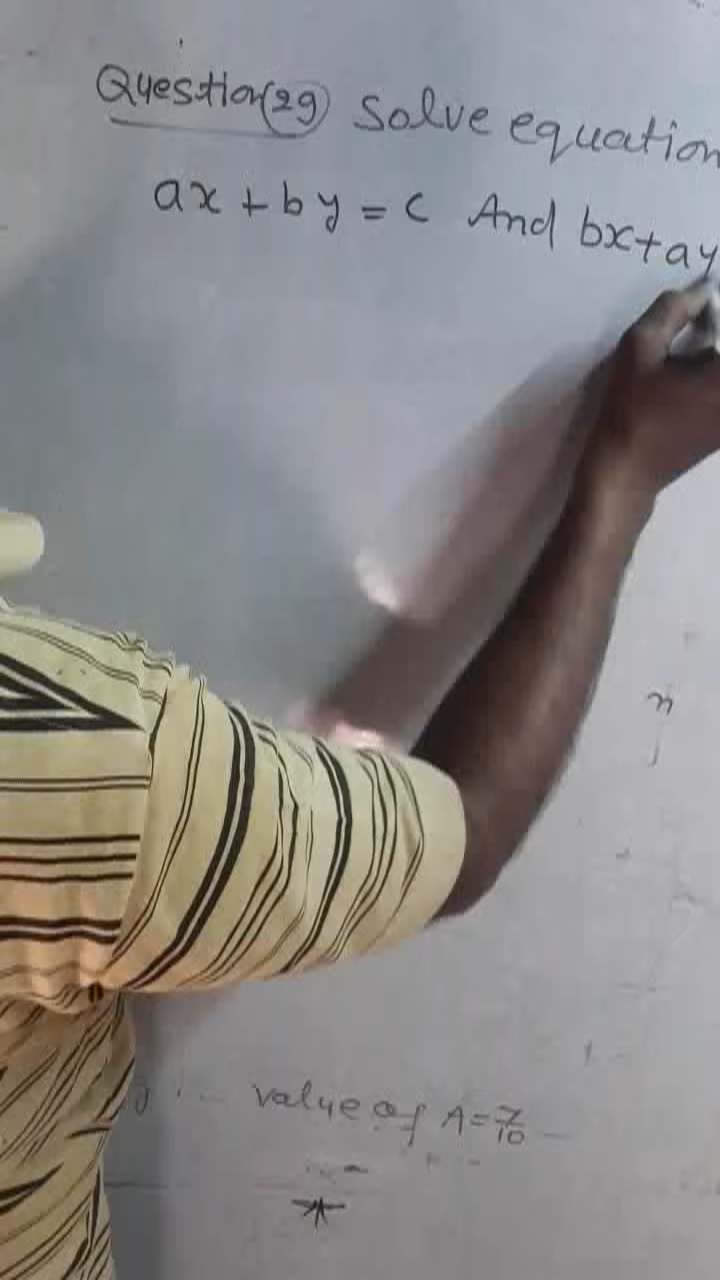 Question(29) Solve equation
ax + by = c And bx+ay
n
value of A = 7/10